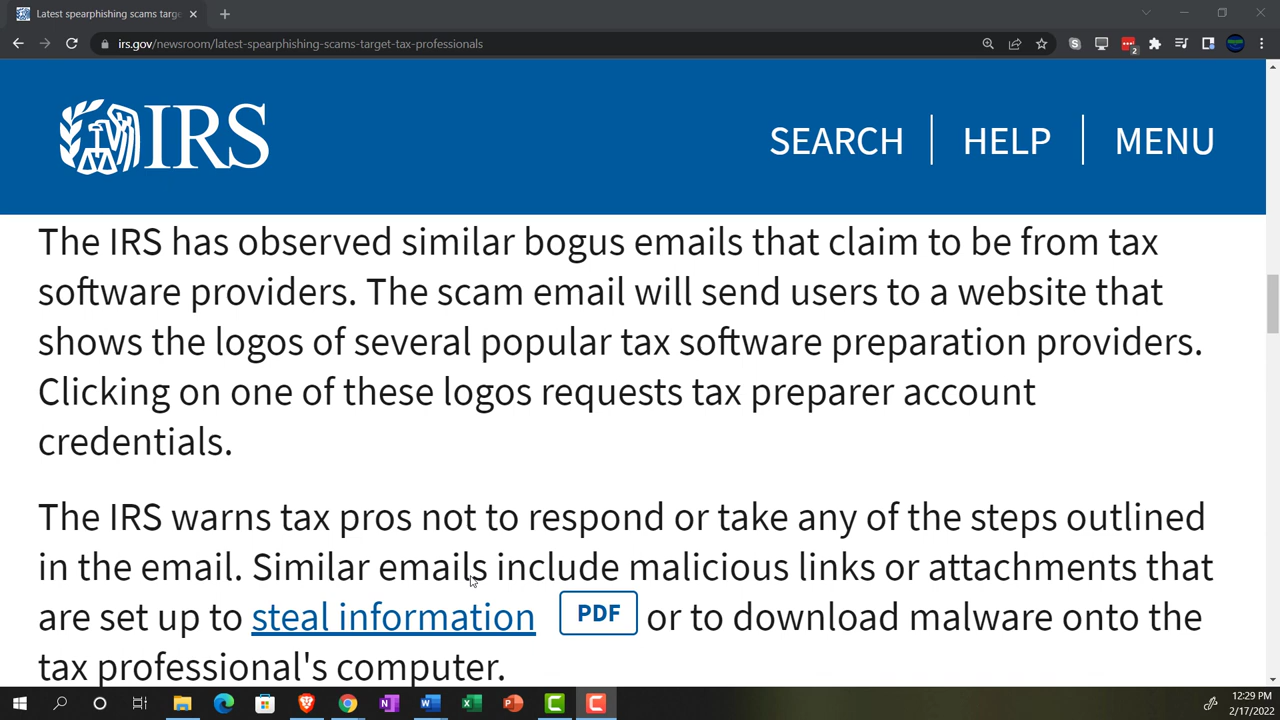 Latest spearphishing scams targ
irs.gov/newsroom/latest-spearphishing-scams-target-tax-professionals
2
IRS
SEARCH
HELP
MENU
The IRS has observed similar bogus emails that claim to be from tax
software providers. The scam email will send users to a website that
shows the logos of several popular tax software preparation providers.
Clicking on one of these logos requests tax preparer account
credentials.
The IRS warns tax pros not to respond or take any of the steps outlined
in the email. Similar emails include malicious links or attachments that
are set up to steal information PDF or to download malware onto the
tax professional's computer.
12:29 PM
2/17/2022